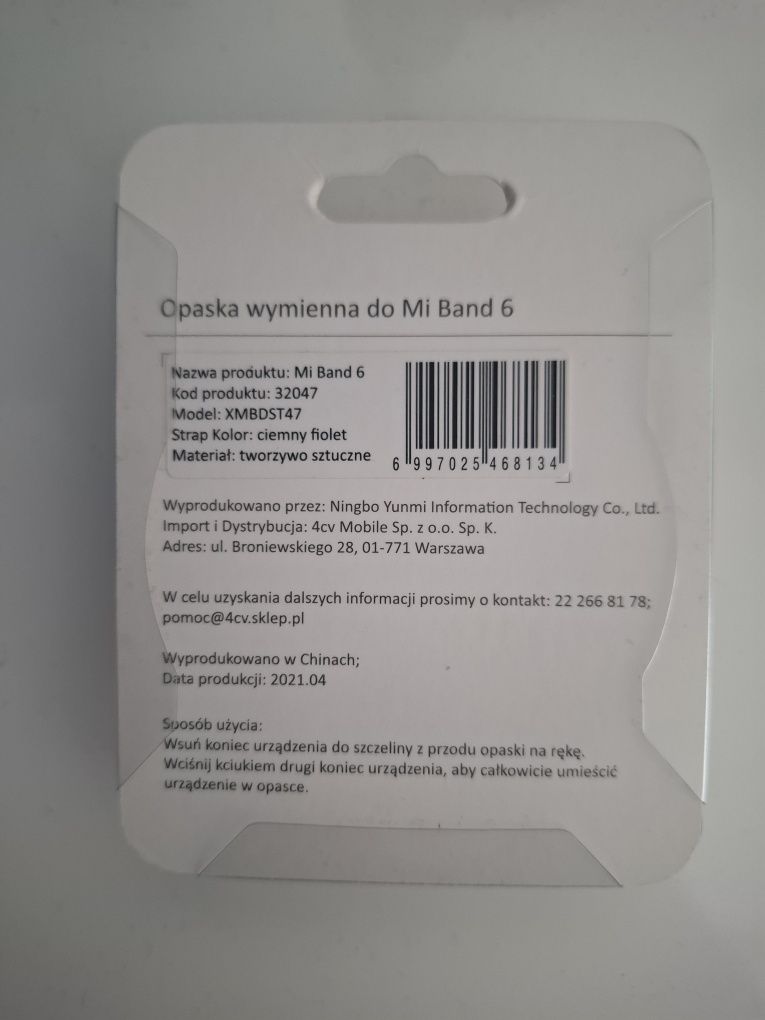 Opaska wymienna do Mi Band 6
Nazwa produktu: Mi Band 6
Kod produktu: 32047
Model: XMBDST47
Strap Kolor: ciemny fiolet
Materiał: tworzywo sztuczne
6 997025 468134
Wyprodukowano przez: Ningbo Yunmi Information Technology Co., Ltd.
Import i Dystrybucja: 4cv Mobile Sp. z o.o. Sp. K.
Adres: ul. Broniewskiego 28, 01-771 Warszawa
W celu uzyskania dalszych informacji prosimy o kontakt: 22 266 81 78;
pomoc@4cv.sklep.pl
Wyprodukowano w Chinach;
Data produkcji: 2021.04
Sposób użycia:
Wsuń koniec urządzenia do szczeliny z przodu opaski na rękę.
Wciśnij kciukiem drugi koniec urządzenia, aby całkowicie umieścić
urządzenie w opasce.